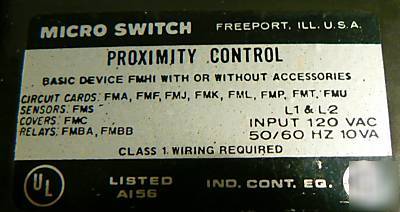 MICRO SWITCH FREEPORT, ILL. U.S.A.
PROXIMITY CONTROL
BASIC DEVICE FMHI WITH OR WITHOUT ACCESSORIES
CIRCUIT CARDS: FMA, FMF, FMJ, FMK, FML, FMP, FMT, FMU
SENSORS: FMS L1 & L2
COVERS: FMC INPUT 120 VAC
RELAYS: FMBA, FMBB 50/60 HZ 10VA
CLASS 1 WIRING REQUIRED
UL LISTED IND. CONT. EQ.
A156